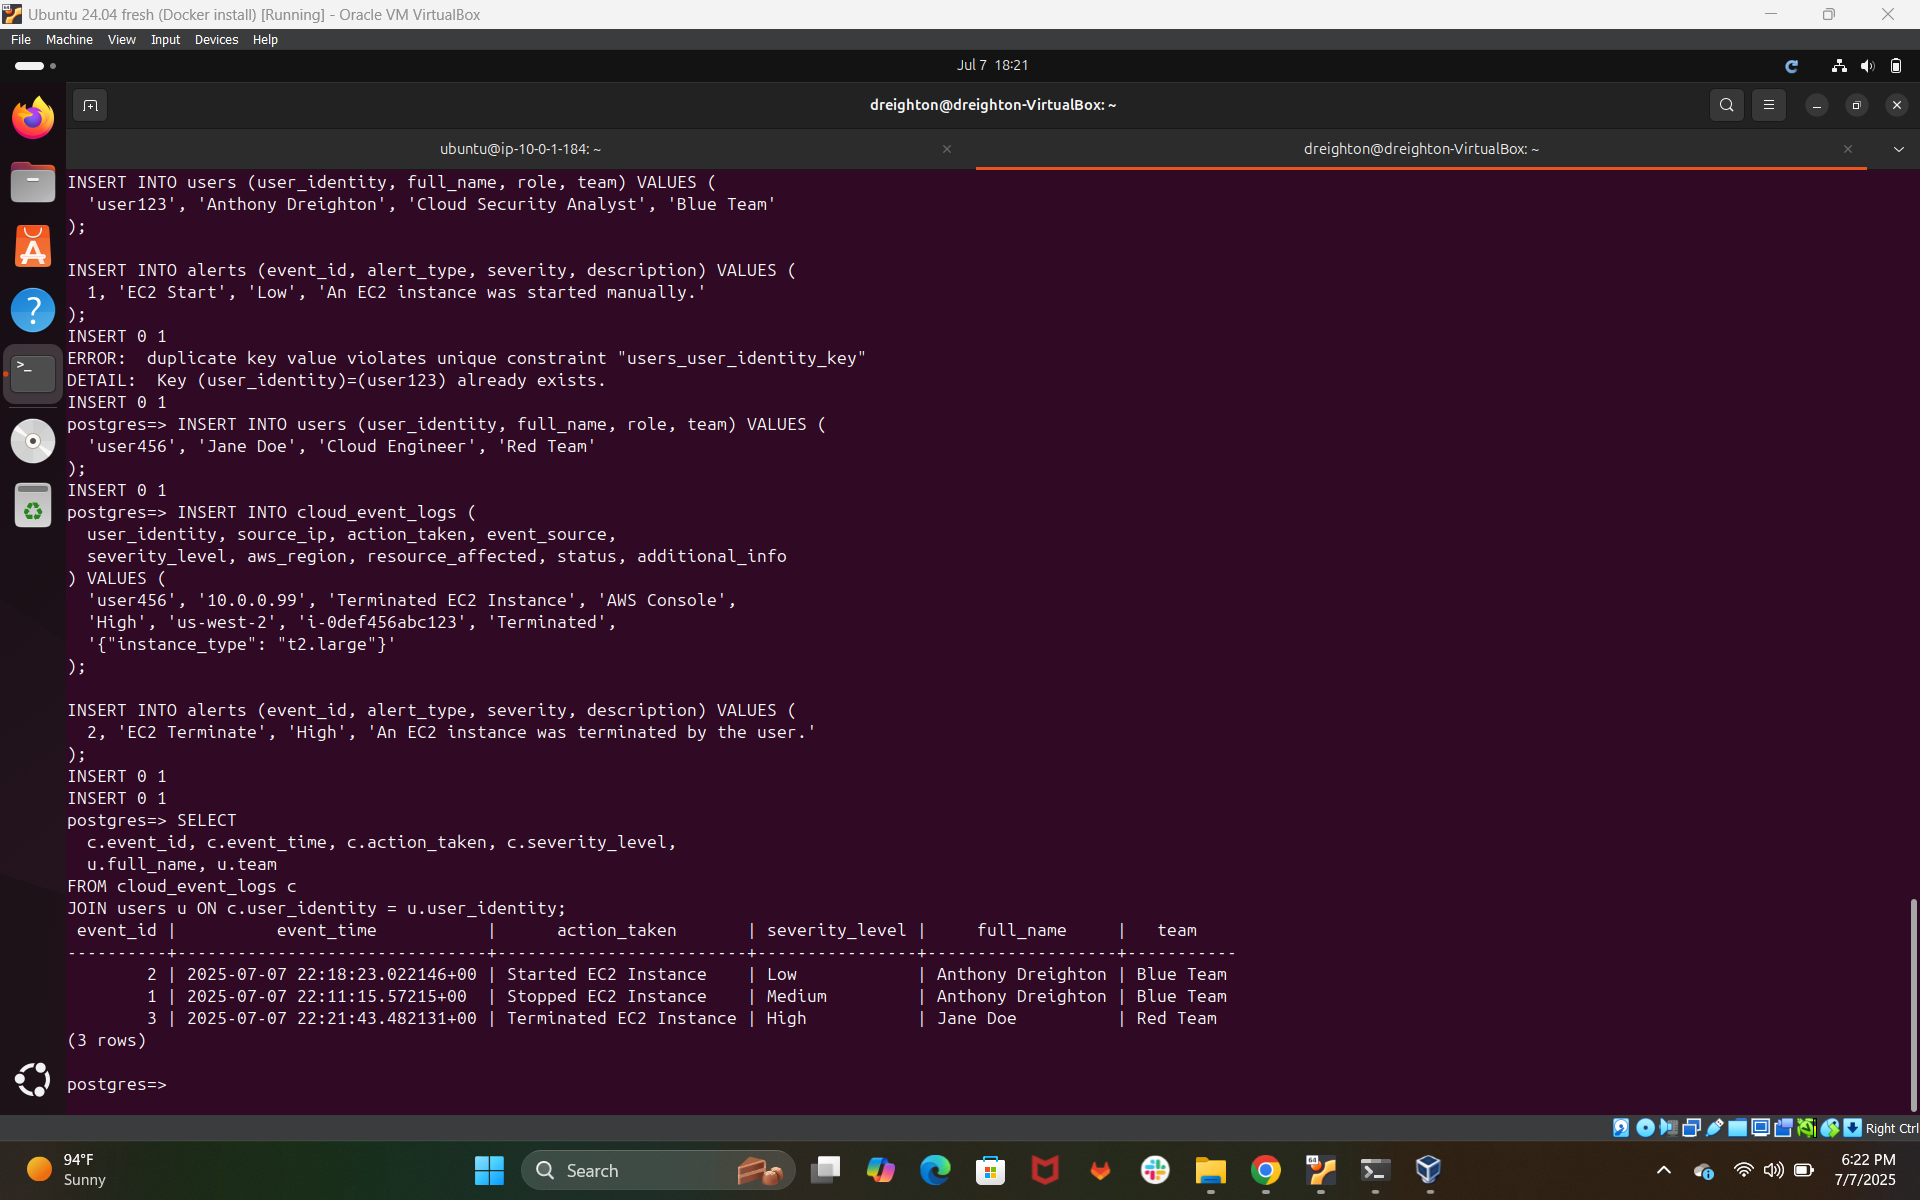 Ubuntu 24.04 fresh (Docker install) [Running] - Oracle VM VirtualBox
File Machine View Input Devices Help
Jul 7 18:21
dreighton@dreighton-VirtualBox: ~
ubuntu@ip-10-0-1-184: ~
dreighton@dreighton-VirtualBox: ~
INSERT INTO users (user_identity, full_name, role, team) VALUES (
  'user123', 'Anthony Dreighton', 'Cloud Security Analyst', 'Blue Team'
);
INSERT INTO alerts (event_id, alert_type, severity, description) VALUES (
  1, 'EC2 Start', 'Low', 'An EC2 instance was started manually.'
);
INSERT 0 1
ERROR:  duplicate key value violates unique constraint "users_user_identity_key"
DETAIL:  Key (user_identity)=(user123) already exists.
INSERT 0 1
postgres=> INSERT INTO users (user_identity, full_name, role, team) VALUES (
  'user456', 'Jane Doe', 'Cloud Engineer', 'Red Team'
);
INSERT 0 1
postgres=> INSERT INTO cloud_event_logs (
  user_identity, source_ip, action_taken, event_source,
  severity_level, aws_region, resource_affected, status, additional_info
) VALUES (
  'user456', '10.0.0.99', 'Terminated EC2 Instance', 'AWS Console',
  'High', 'us-west-2', 'i-0def456abc123', 'Terminated',
  '{"instance_type": "t2.large"}'
);
INSERT INTO alerts (event_id, alert_type, severity, description) VALUES (
  2, 'EC2 Terminate', 'High', 'An EC2 instance was terminated by the user.'
);
INSERT 0 1
INSERT 0 1
postgres=> SELECT
  c.event_id, c.event_time, c.action_taken, c.severity_level,
  u.full_name, u.team
FROM cloud_event_logs c
JOIN users u ON c.user_identity = u.user_identity;
 event_id |          event_time           |      action_taken       | severity_level |     full_name     |   team
----------+-------------------------------+-------------------------+----------------+-------------------+-----------
        2 | 2025-07-07 22:18:23.022146+00 | Started EC2 Instance    | Low            | Anthony Dreighton | Blue Team
        1 | 2025-07-07 22:11:15.57215+00  | Stopped EC2 Instance    | Medium         | Anthony Dreighton | Blue Team
        3 | 2025-07-07 22:21:43.482131+00 | Terminated EC2 Instance | High           | Jane Doe          | Red Team
(3 rows)
postgres=>
Right Ctrl
94°F
Sunny
Search
6:22 PM
7/7/2025